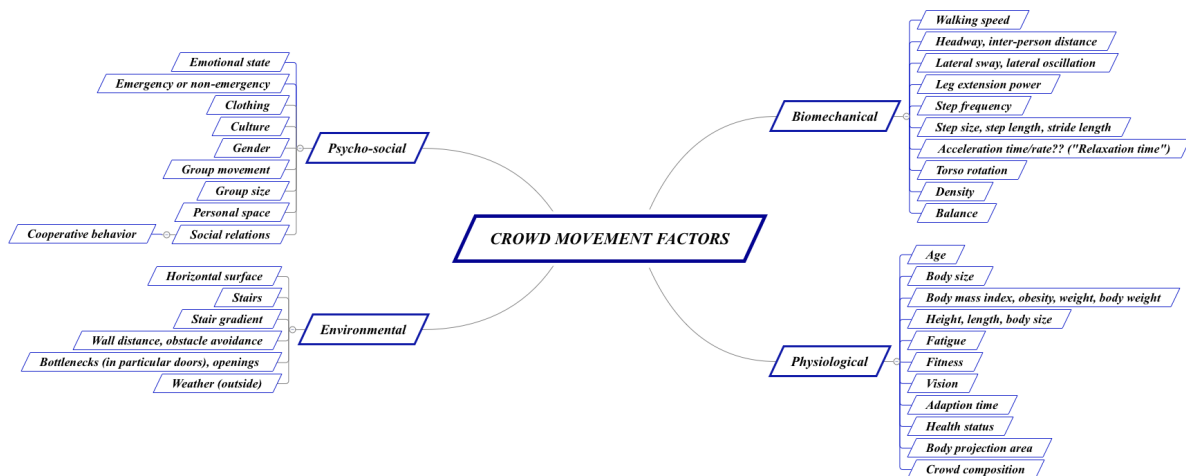 CROWD MOVEMENT FACTORS
Psycho-social
Emotional state
Emergency or non-emergency
Clothing
Culture
Gender
Group movement
Group size
Personal space
Social relations
Cooperative behavior
Environmental
Horizontal surface
Stairs
Stair gradient
Wall distance, obstacle avoidance
Bottlenecks (in particular doors), openings
Weather (outside)
Biomechanical
Walking speed
Headway, inter-person distance
Lateral sway, lateral oscillation
Leg extension power
Step frequency
Step size, step length, stride length
Acceleration time/rate?? ("Relaxation time")
Torso rotation
Density
Balance
Physiological
Age
Body size
Body mass index, obesity, weight, body weight
Height, length, body size
Fatigue
Fitness
Vision
Adaption time
Health status
Body projection area
Crowd composition